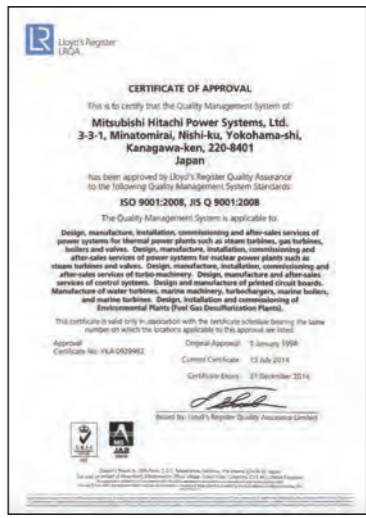 LR
Lloyd's Register
LRQA
CERTIFICATE OF APPROVAL
This is to certify that the Quality Management System of:
Mitsubishi Hitachi Power Systems, Ltd.
3-3-1, Minatomirai, Nishi-ku, Yokohama-shi,
Kanagawa-ken, 220-8401
Japan
has been approved by Lloyd's Register Quality Assurance
to the following Quality Management System Standards:
ISO 9001:2008, JIS Q 9001:2008
The Quality Management System is applicable to:
Design, manufacture, installation, commissioning and after-sales services of
power systems for thermal power plants such as steam turbines, gas turbines,
boilers and valves. Design, manufacture, installation, commissioning and
after-sales services of power systems for nuclear power plants such as
steam turbines and valves. Design, manufacture, installation, commissioning and
after-sales services of turbo-machinery. Design, manufacture and after-sales
services of control systems. Design and manufacture of printed circuit boards.
Manufacture of water turbines, marine machinery, turbochargers, marine boilers,
and marine turbines. Design, installation and commissioning of
Environmental Plants (Fuel Gas Desulfurization Plants).
This certificate is valid only in association with the certificate schedule bearing the same
number on which the locations applicable to this approval are listed.
Approval
Certificate No: YKA 0929962
Original Approval: 5 January 1994
Current Certificate: 13 July 2014
Certificate Expiry: 31 December 2014
Issued by: Lloyd's Register Quality Assurance Limited
UKAS
JAB